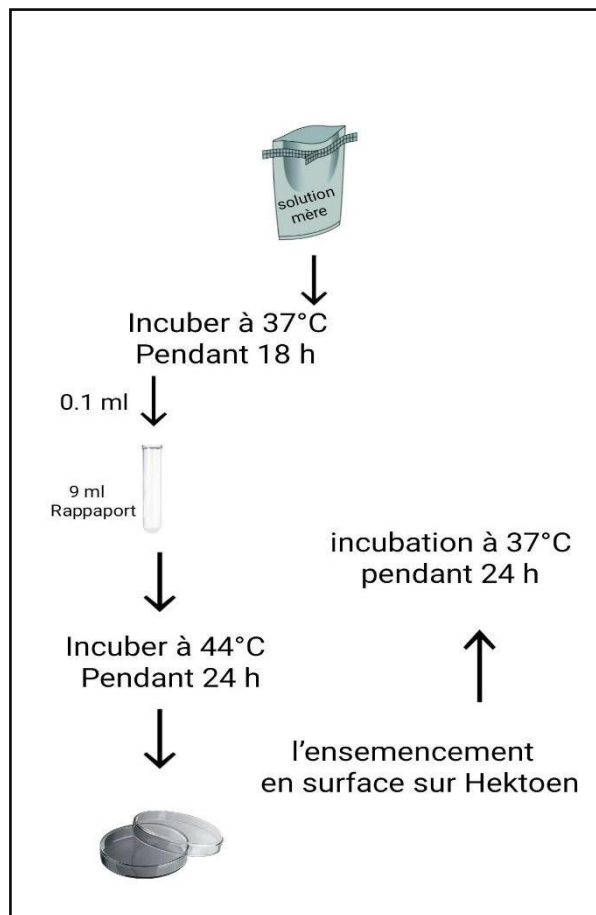 solution
mère
Incuber à 37°C
Pendant 18 h
0.1 ml
9 ml
Rappaport
Incuber à 44°C
Pendant 24 h
l'ensemencement
en surface sur Hektoen
incubation à 37°C
pendant 24 h